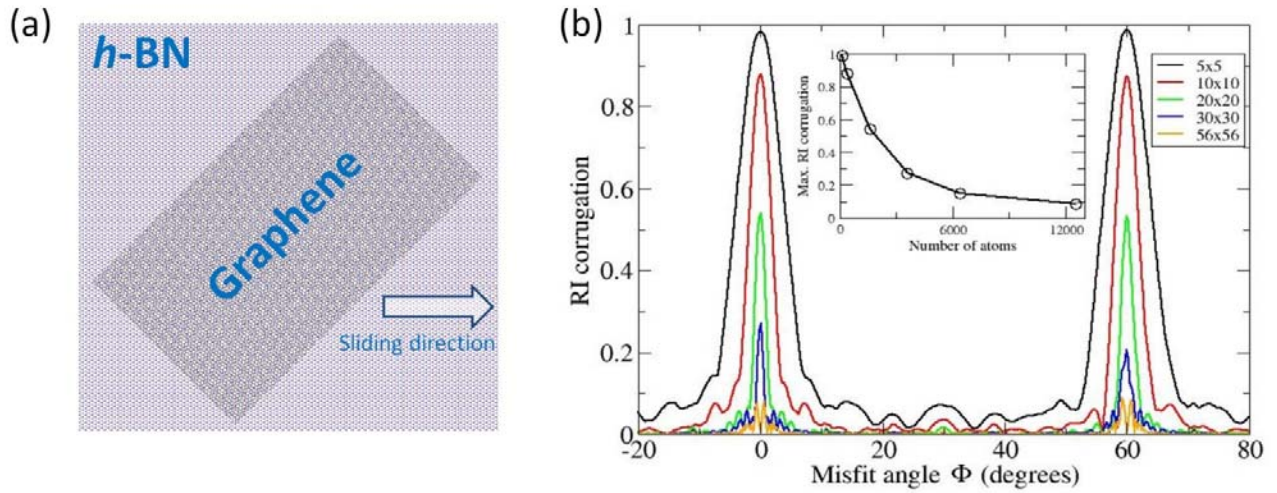 (a)
h-BN
Graphene
Sliding direction
(b)
RI corrugation
1
0.8
0.6
0.4
0.2
0
-20
0
20
40
60
80
Misfit angle Φ (degrees)
Max. RI corrugation
1
0.8
0.6
0.4
0.2
0
0
6000
12000
Number of atoms
5x5
10x10
20x20
30x30
56x56